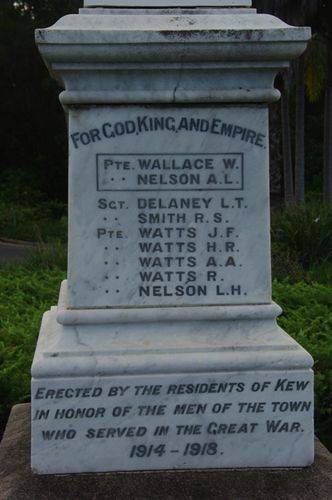 FOR GOD, KING, AND EMPIRE.
PTE. WALLACE W.
·· NELSON A.L.
SGT. DELANEY L.T.
·· SMITH R.S.
PTE. WATTS J.F.
·· WATTS H.R.
·· WATTS A.A.
·· WATTS R.
·· NELSON L.H.
ERECTED BY THE RESIDENTS OF KEW
IN HONOR OF THE MEN OF THE TOWN
WHO SERVED IN THE GREAT WAR.
1914-1918.